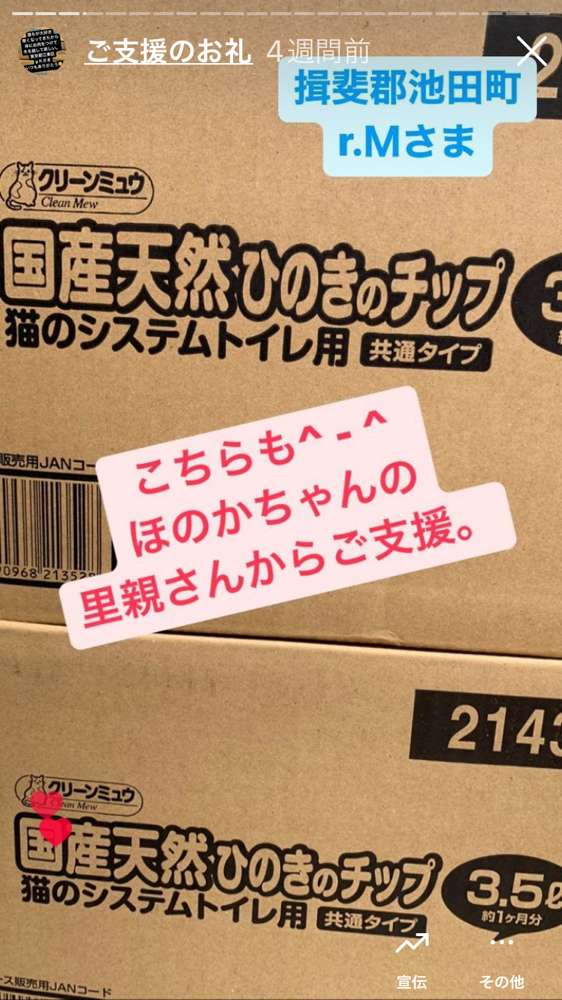 ご支援のお礼 4週間前
揖斐郡池田町
r.Mさま
クリーンミュウ
Clean Mew
国産天然ひのきのチップ
猫のシステムトイレ用 共通タイプ
こちらも^ - ^
ほのかちゃんの
里親さんからご支援。
販売用JANコー
2143
クリーンミュウ
Clean Mew
国産天然ひのきのチップ
猫のシステムトイレ用 共通タイプ
3.5ℓ
約1ヶ月分
ース販売用JANコード
宣伝 その他